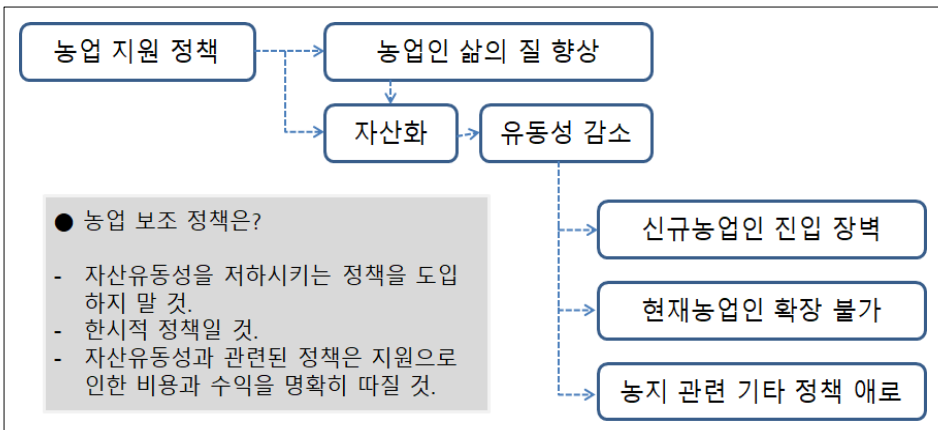 농업 지원 정책
농업인 삶의 질 향상
자산화
유동성 감소
● 농업 보조 정책은?
- 자산유동성을 저하시키는 정책을 도입
하지 말 것.
- 한시적 정책일 것.
- 자산유동성과 관련된 정책은 지원으로
인한 비용과 수익을 명확히 따질 것.
신규농업인 진입 장벽
현재농업인 확장 불가
농지 관련 기타 정책 애로